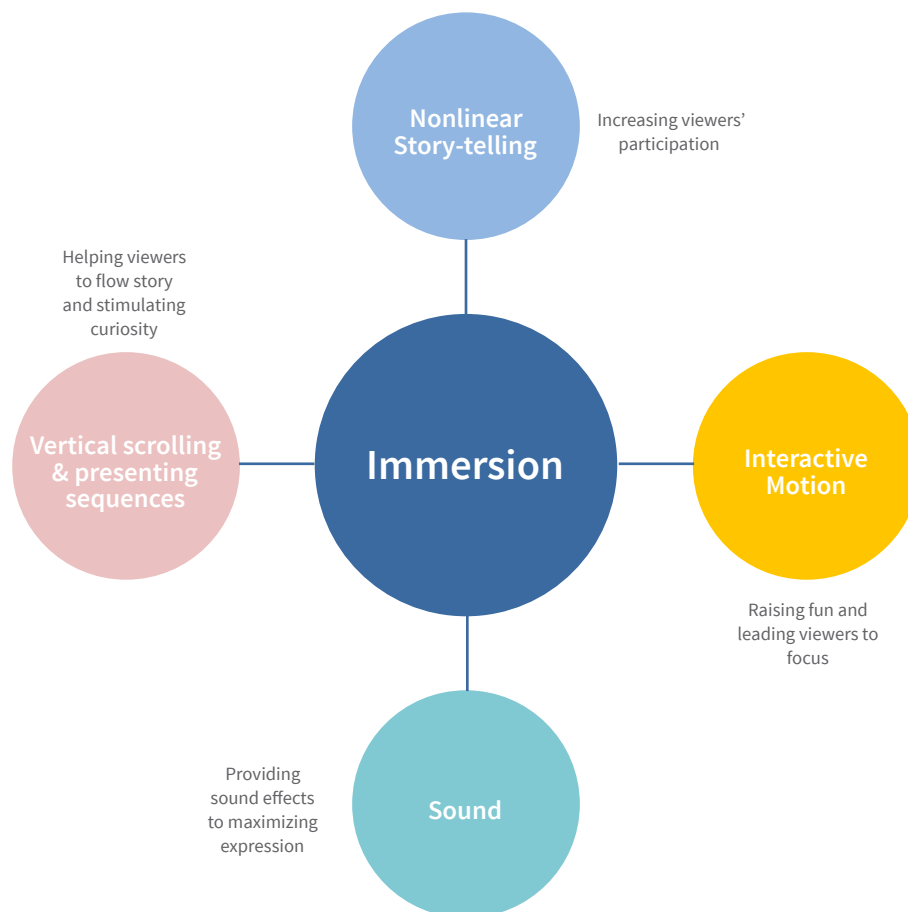 Nonlinear
Story-telling
Increasing viewers’
participation
Helping viewers
to flow story
and stimulating
curiosity
Vertical scrolling
& presenting
sequences
Immersion
Interactive
Motion
Raising fun and
leading viewers to
focus
Providing
sound effects
to maximizing
expression
Sound